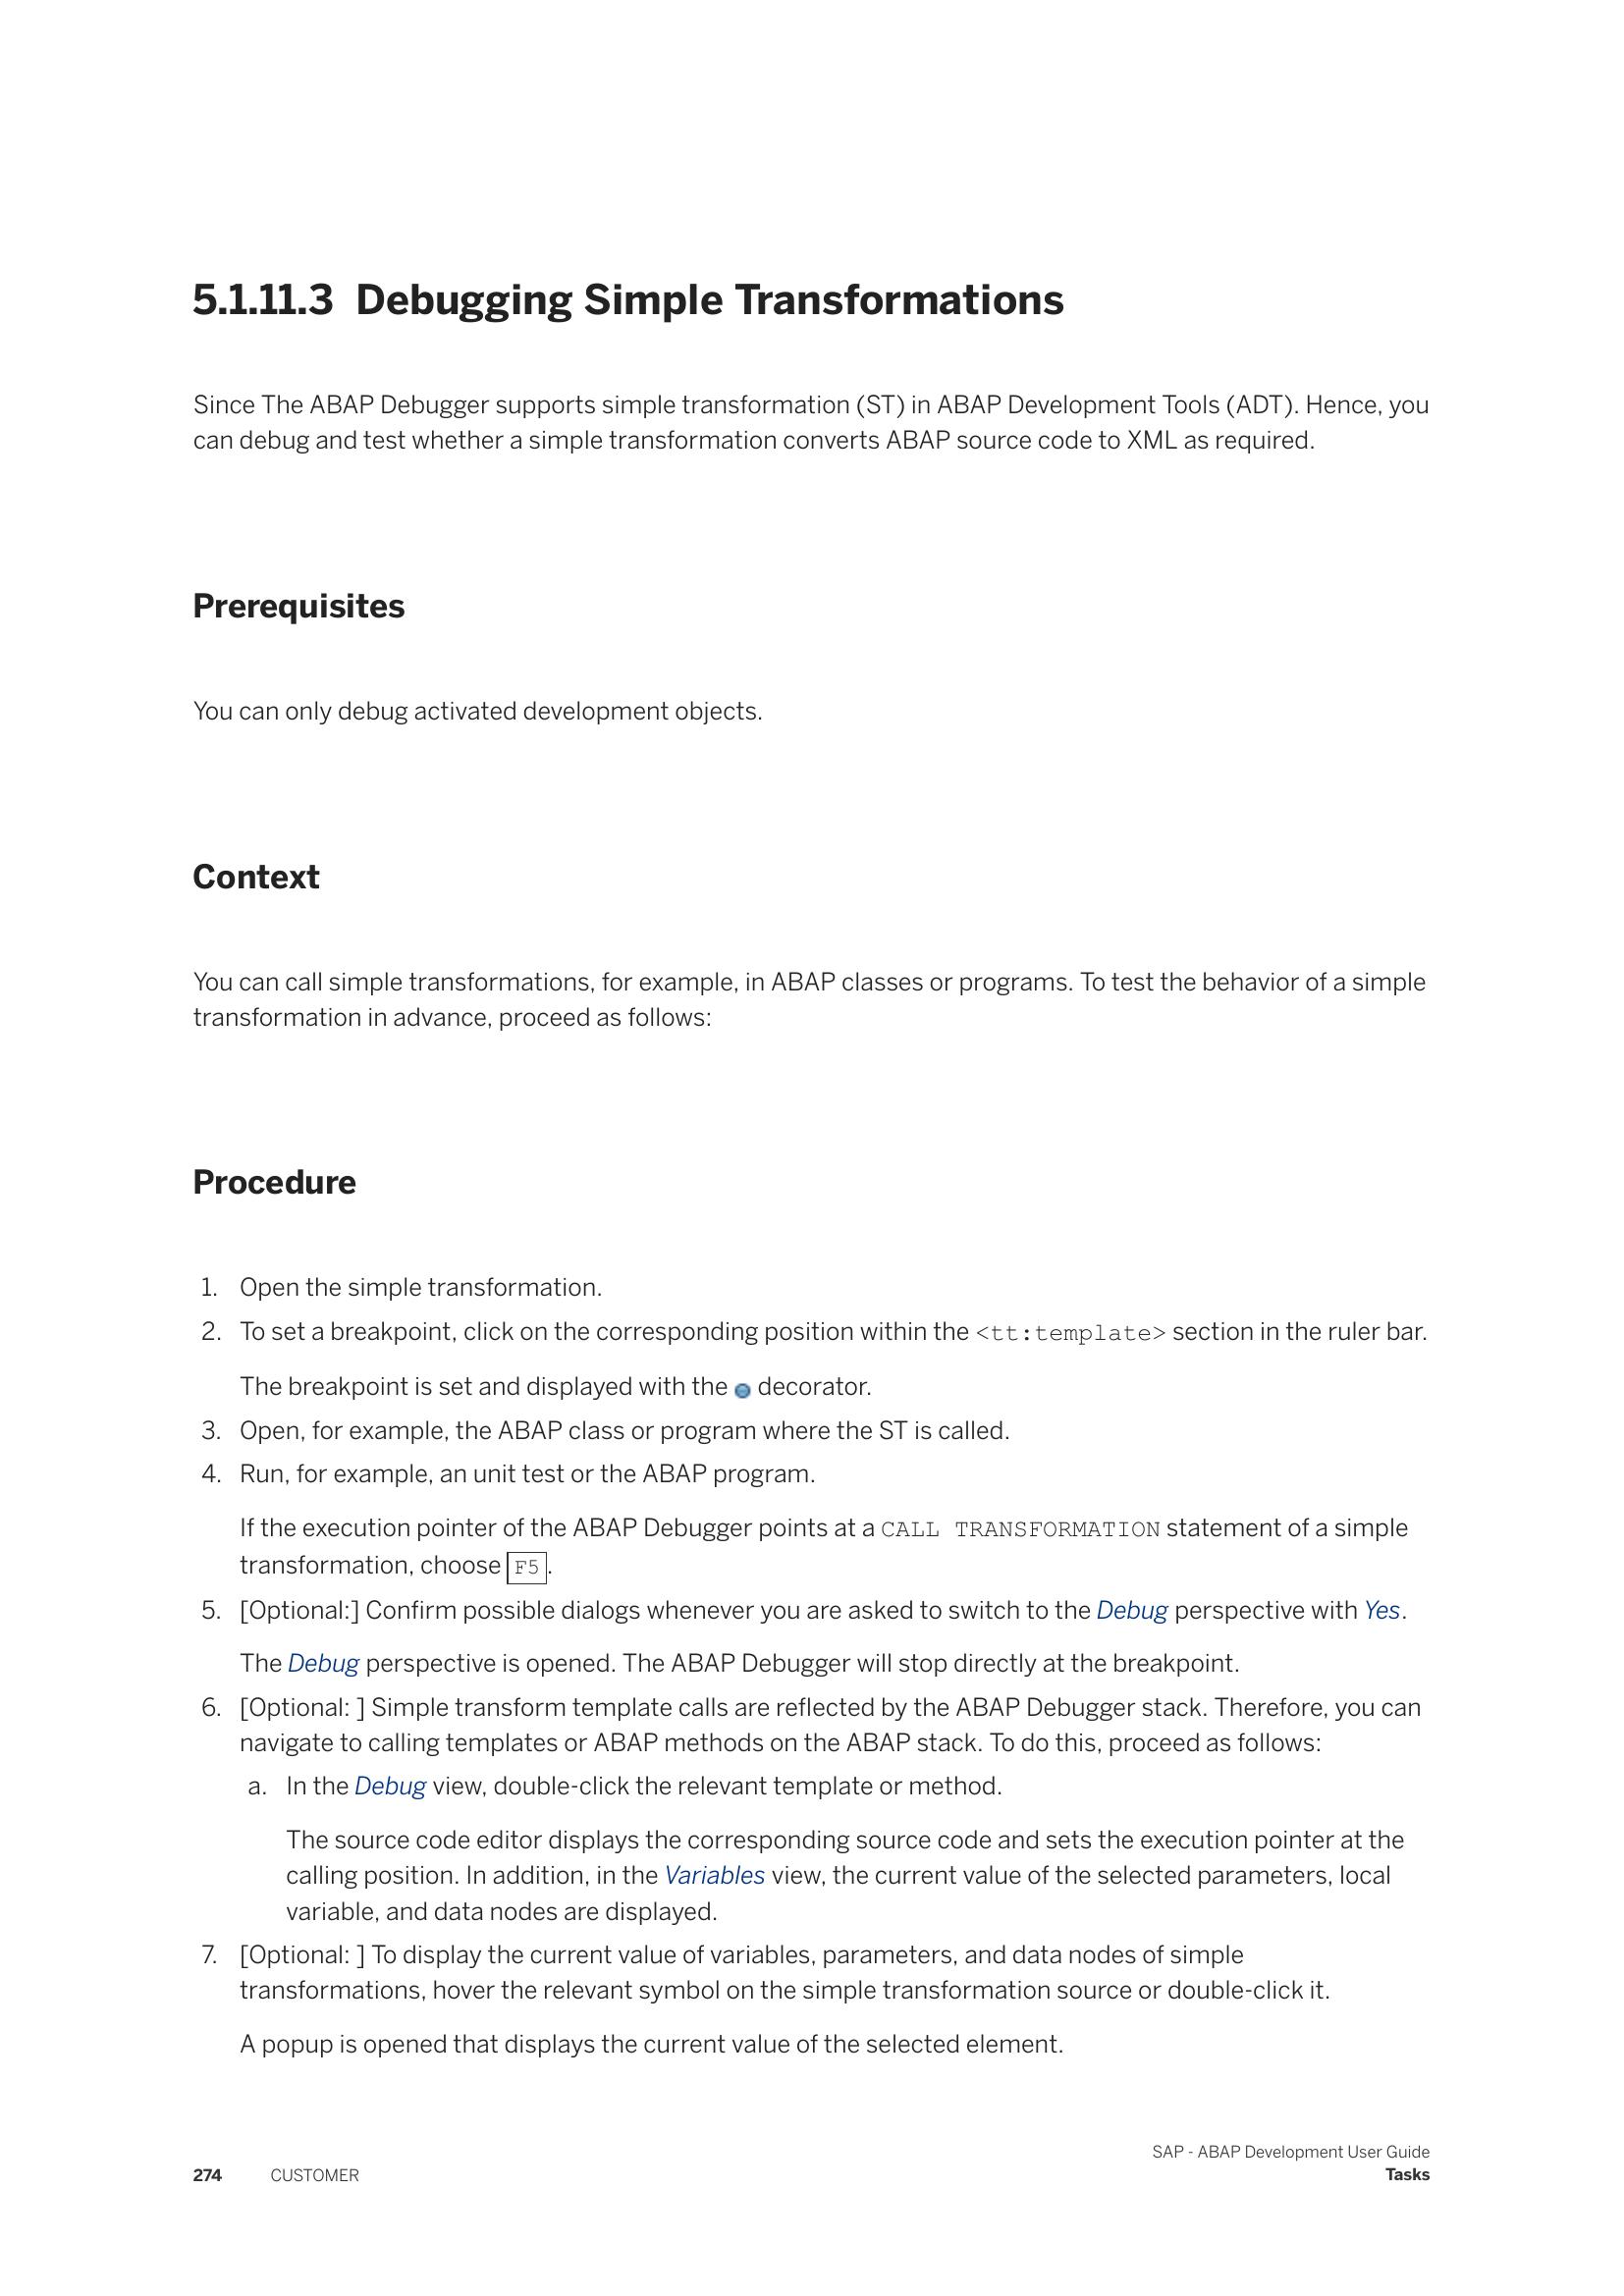 5.1.11.3 Debugging Simple Transformations
Since The ABAP Debugger supports simple transformation (ST) in ABAP Development Tools (ADT). Hence, you
can debug and test whether a simple transformation converts ABAP source code to XML as required.
Prerequisites
You can only debug activated development objects.
Context
You can call simple transformations, for example, in ABAP classes or programs. To test the behavior of a simple
transformation in advance, proceed as follows:
Procedure
1. Open the simple transformation.
2. To set a breakpoint, click on the corresponding position within the <tt:template> section in the ruler bar.
The breakpoint is set and displayed with the decorator.
3. Open, for example, the ABAP class or program where the ST is called.
4. Run, for example, an unit test or the ABAP program.
If the execution pointer of the ABAP Debugger points at a CALL TRANSFORMATION statement of a simple
transformation, choose F5.
5. [Optional:] Confirm possible dialogs whenever you are asked to switch to the Debug perspective with Yes.
The Debug perspective is opened. The ABAP Debugger will stop directly at the breakpoint.
6. [Optional: ] Simple transform template calls are reflected by the ABAP Debugger stack. Therefore, you can
navigate to calling templates or ABAP methods on the ABAP stack. To do this, proceed as follows:
a. In the Debug view, double-click the relevant template or method.
The source code editor displays the corresponding source code and sets the execution pointer at the
calling position. In addition, in the Variables view, the current value of the selected parameters, local
variable, and data nodes are displayed.
7. [Optional: ] To display the current value of variables, parameters, and data nodes of simple
transformations, hover the relevant symbol on the simple transformation source or double-click it.
A popup is opened that displays the current value of the selected element.
SAP - ABAP Development User Guide
274 CUSTOMER Tasks